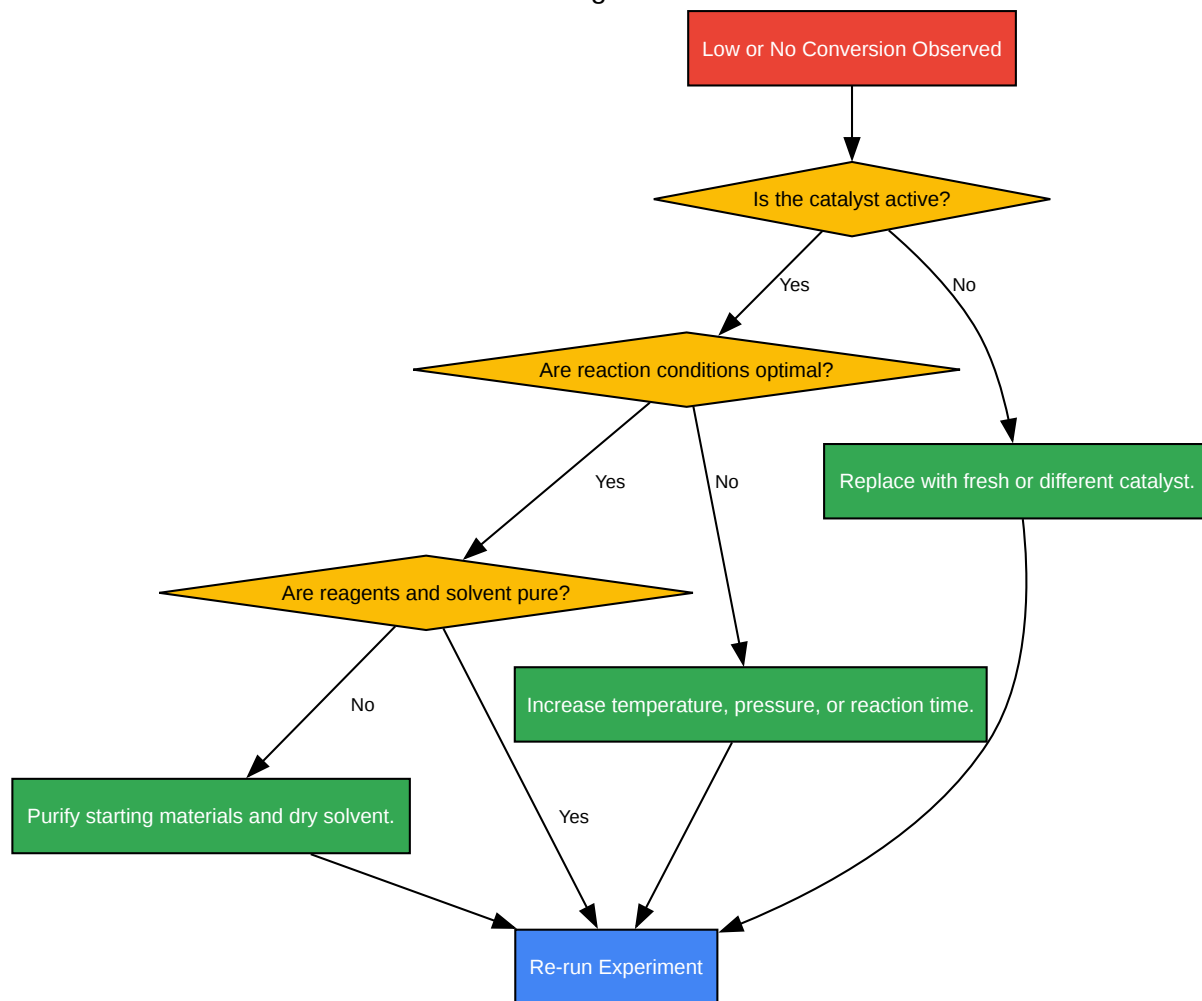 Low or No Conversion Observed
Is the catalyst active?
Yes
No
Are reaction conditions optimal?
Yes
No
Replace with fresh or different catalyst.
Are reagents and solvent pure?
No
Increase temperature, pressure, or reaction time.
Purify starting materials and dry solvent.
Yes
Re-run Experiment